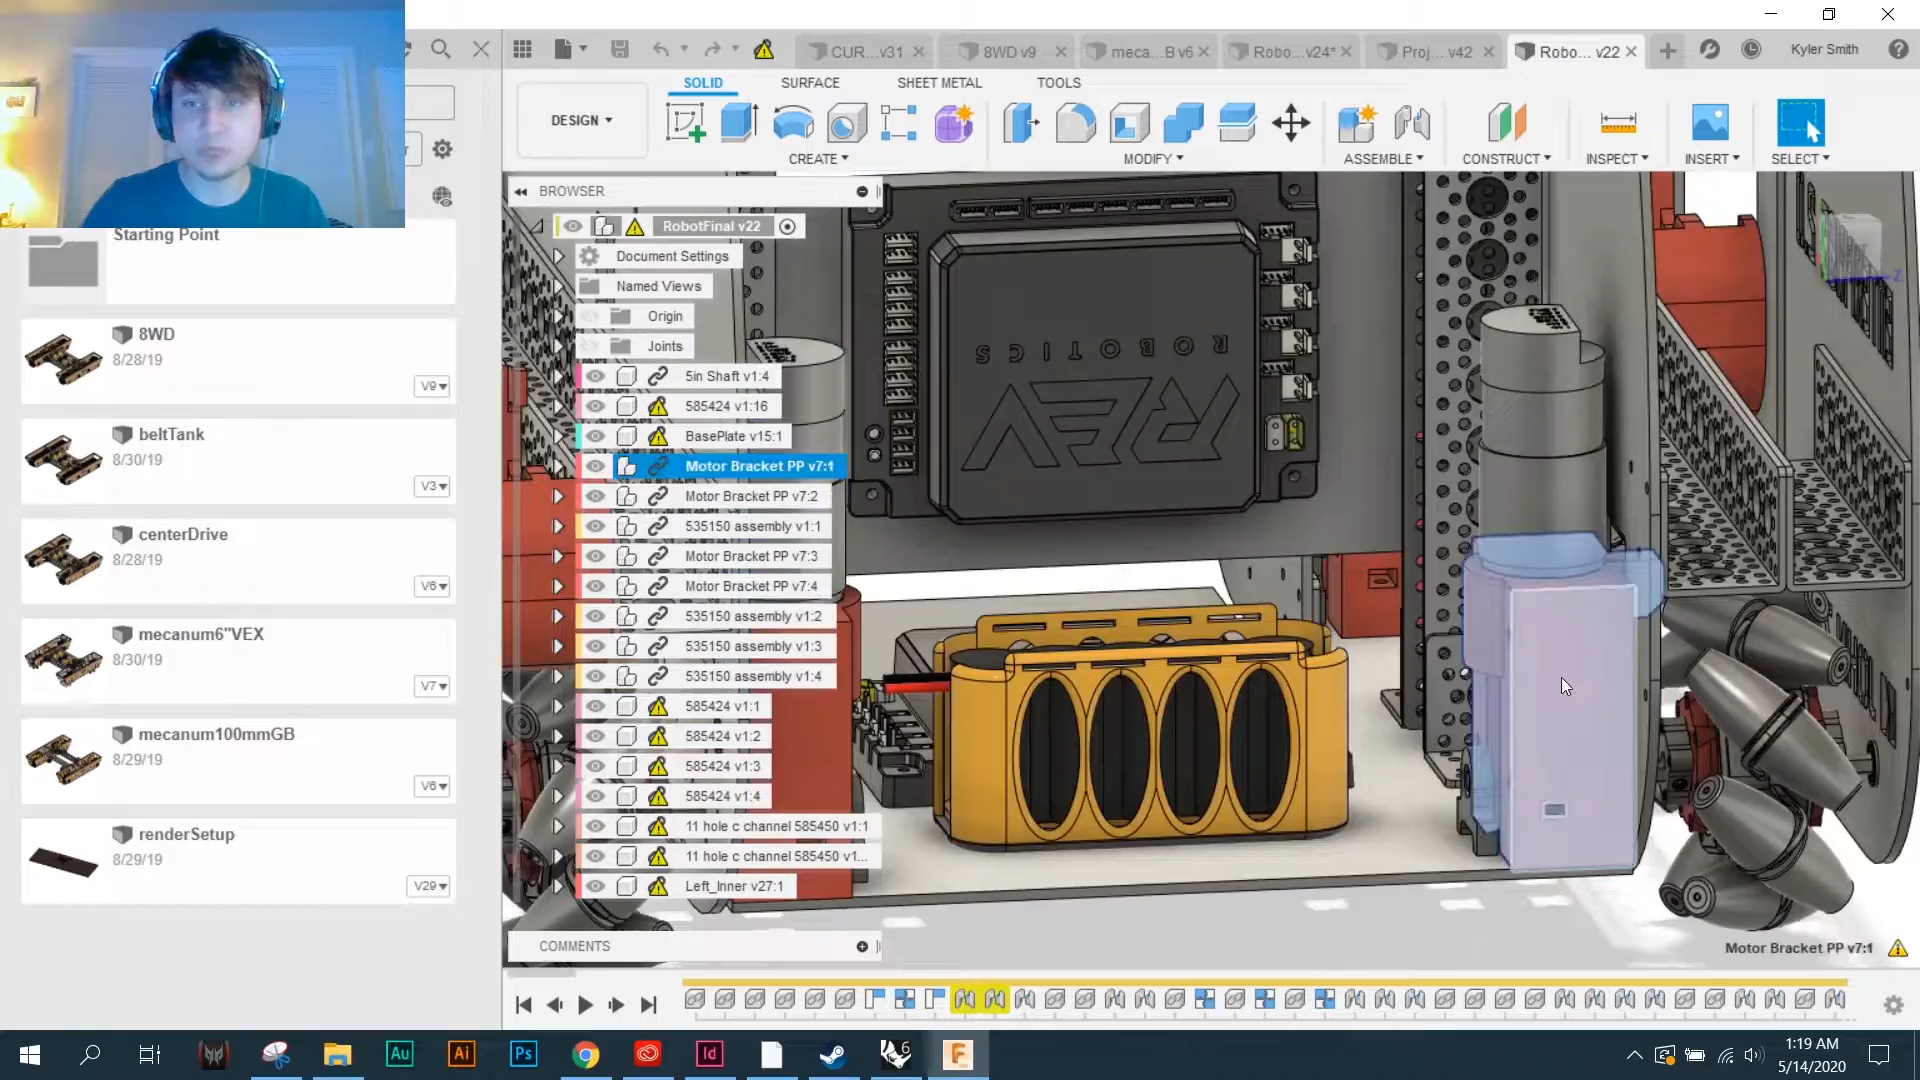 CUR... v31
8WD v9
meca... B v6
Robo... v24*
Proj... v42
Robo... v22
Kyler Smith
SOLID
SURFACE
SHEET METAL
TOOLS
DESIGN
CREATE
MODIFY
ASSEMBLE
CONSTRUCT
INSPECT
INSERT
SELECT
BROWSER
RobotFinal v22
Document Settings
Named Views
Origin
Joints
5in Shaft v1:4
585424 v1:16
BasePlate v15:1
Motor Bracket PP v7:1
Motor Bracket PP v7:2
535150 assembly v1:1
Motor Bracket PP v7:3
Motor Bracket PP v7:4
535150 assembly v1:2
535150 assembly v1:3
535150 assembly v1:4
585424 v1:1
585424 v1:2
585424 v1:3
585424 v1:4
11 hole c channel 585450 v1:1
11 hole c channel 585450 v1...
Left_Inner v27:1
Starting Point
8WD
8/28/19
V9
beltTank
8/30/19
V3
centerDrive
8/28/19
V6
mecanum6"VEX
8/30/19
V7
mecanum100mmGB
8/29/19
V6
renderSetup
8/29/19
V29
REV
ROBOTICS
Z
COMMENTS
Motor Bracket PP v7:1
Au
Ai
Ps
Id
6
F
1:19 AM
5/14/2020